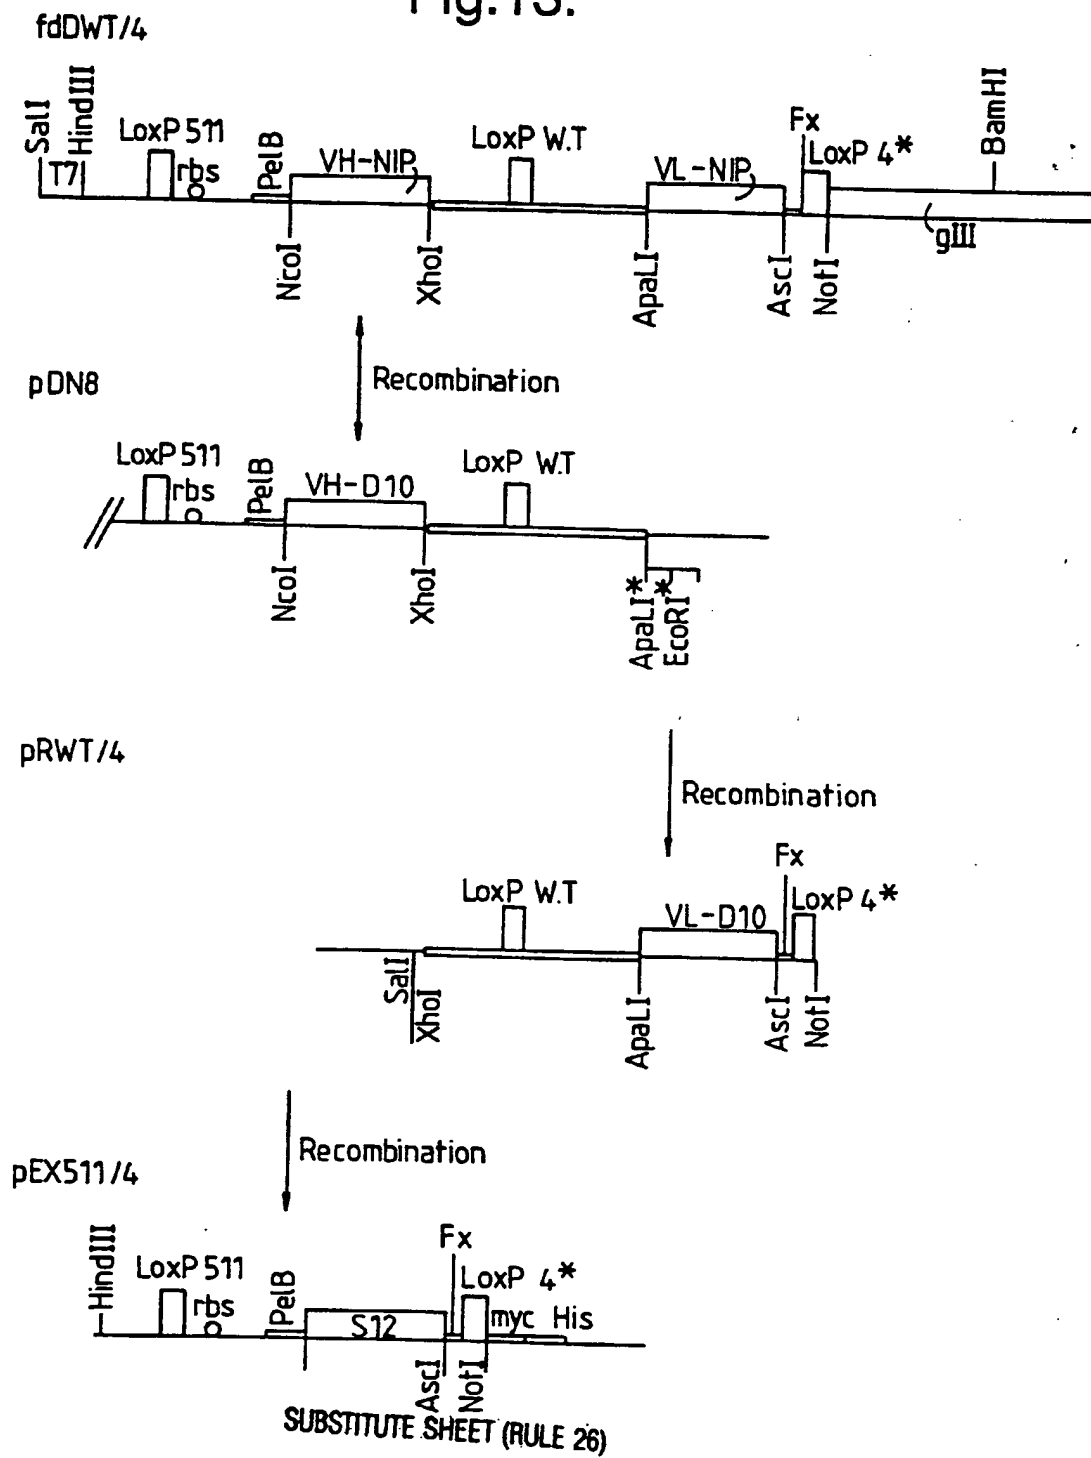 Fig.13.
fdDWT/4
SalI
T7
HindIII
LoxP 511
rbs
PelB
VH-NIP
LoxP W.T
VL-NIP
Fx
LoxP 4*
BamHI
NcoI
XhoI
ApaLI
AscI
NotI
gIII
Recombination
pDN8
LoxP 511
rbs
PelB
VH-D10
LoxP W.T
NcoI
XhoI
ApaLI*
EcoRI*
pRWT/4
Recombination
Fx
LoxP W.T
VL-D10
LoxP 4*
SalI
XhoI
ApaLI
AscI
NotI
Recombination
pEX511/4
HindIII
LoxP 511
rbs
PelB
S12
Fx
LoxP 4*
myc His
AscI
NotI
SUBSTITUTE SHEET (RULE 26)